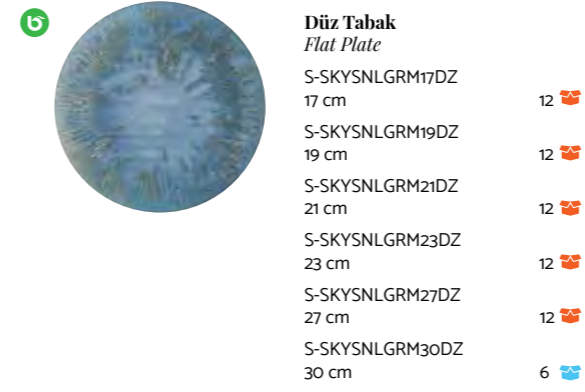 Düz Tabak
Flat Plate
S-SKYSNLGRM17DZ
17 cm 12
S-SKYSNLGRM19DZ
19 cm 12
S-SKYSNLGRM21DZ
21 cm 12
S-SKYSNLGRM23DZ
23 cm 12
S-SKYSNLGRM27DZ
27 cm 12
S-SKYSNLGRM30DZ
30 cm 6